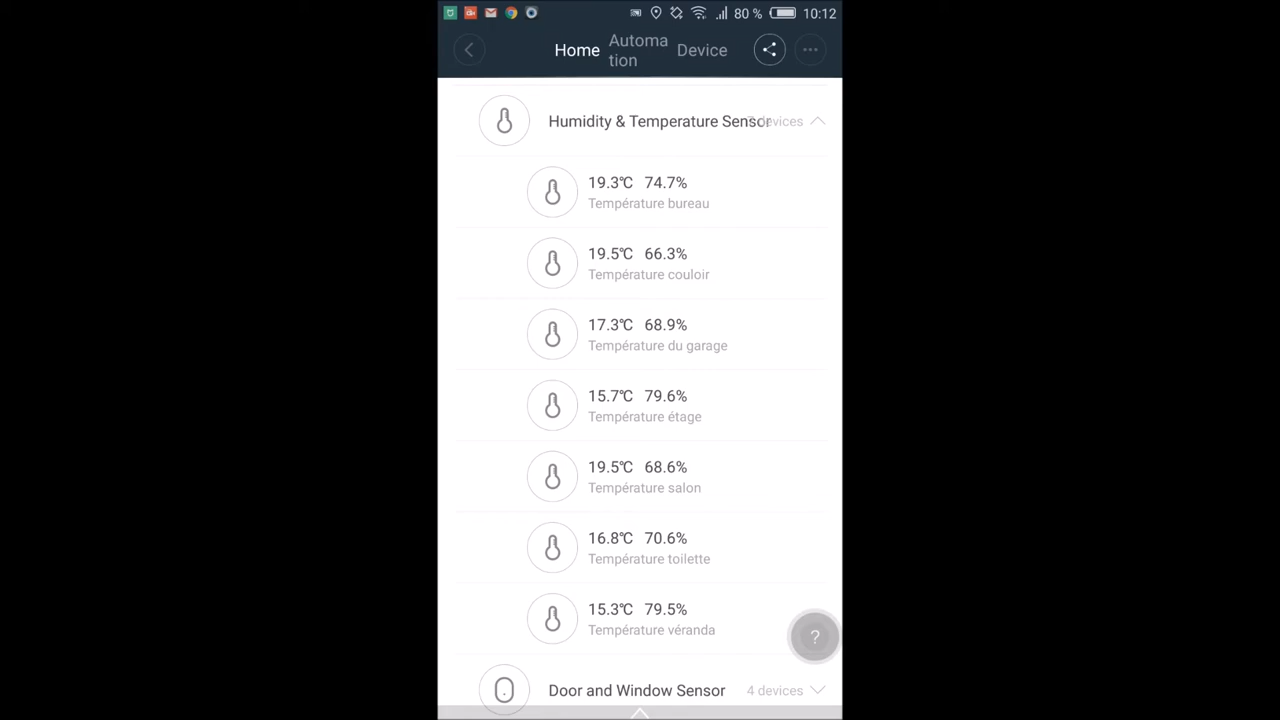 80 % 10:12
Home Automa
tion Device
Humidity & Temperature Sensor devices
19.3℃ 74.7%
Température bureau
19.5℃ 66.3%
Température couloir
17.3℃ 68.9%
Température du garage
15.7℃ 79.6%
Température étage
19.5℃ 68.6%
Température salon
16.8℃ 70.6%
Température toilette
15.3℃ 79.5%
Température véranda
?
Door and Window Sensor 4 devices